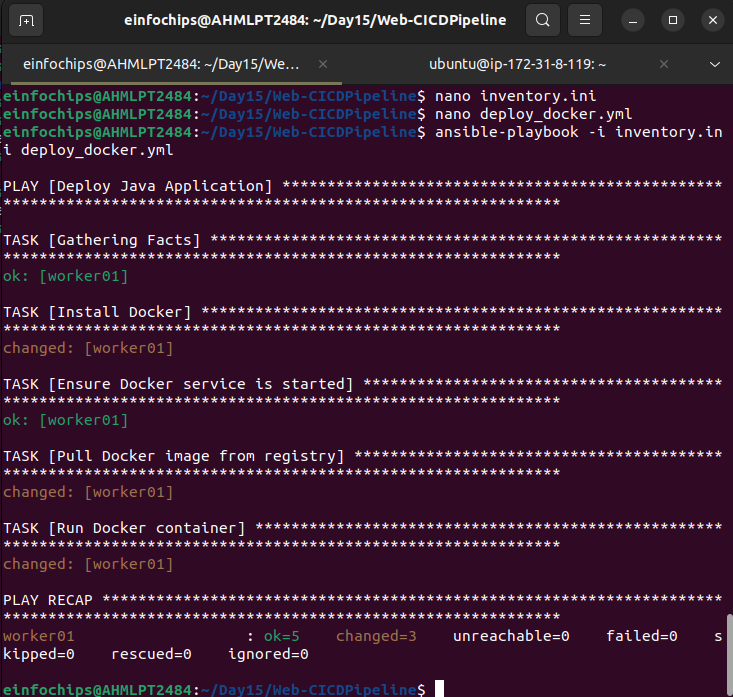 einfochips@AHMLPT2484: ~/Day15/Web-CICDPipeline
einfochips@AHMLPT2484: ~/Day15/We...
ubuntu@ip-172-31-8-119: ~
einfochips@AHMLPT2484:~/Day15/Web-CICDPipeline$ nano inventory.ini
einfochips@AHMLPT2484:~/Day15/Web-CICDPipeline$ nano deploy_docker.yml
einfochips@AHMLPT2484:~/Day15/Web-CICDPipeline$ ansible-playbook -i inventory.in
i deploy_docker.yml
PLAY [Deploy Java Application] *************************************************
**************************************************************
TASK [Gathering Facts] *********************************************************
**************************************************************
ok: [worker01]
TASK [Install Docker] **********************************************************
**************************************************************
changed: [worker01]
TASK [Ensure Docker service is started] ****************************************
**************************************************************
ok: [worker01]
TASK [Pull Docker image from registry] *****************************************
**************************************************************
changed: [worker01]
TASK [Run Docker container] ****************************************************
**************************************************************
changed: [worker01]
PLAY RECAP *********************************************************************
**************************************************************
worker01                   : ok=5    changed=3    unreachable=0    failed=0    s
kipped=0    rescued=0    ignored=0
einfochips@AHMLPT2484:~/Day15/Web-CICDPipeline$